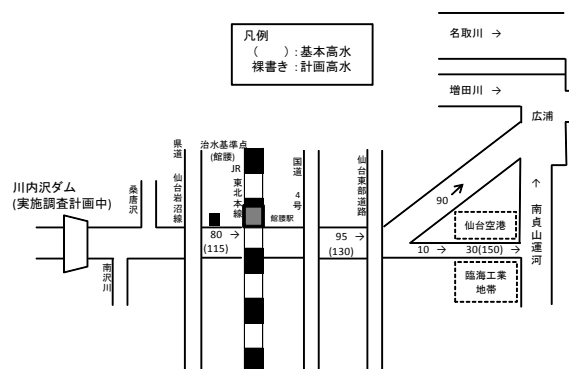 凡例
(　　):基本高水
裸書き:計画高水
名取川 →
増田川 →
広浦
県道 仙台岩沼線
治水基準点
(館腰)
JR
東北本線
国道 4号
仙台東部道路
川内沢ダム
(実施調査計画中)
桑唐沢
館腰駅
90
↑ 南貞山運河
仙台空港
80 →
(115)
95 →
(130)
10 →
30(150) →
南沢川
臨海工業
地帯